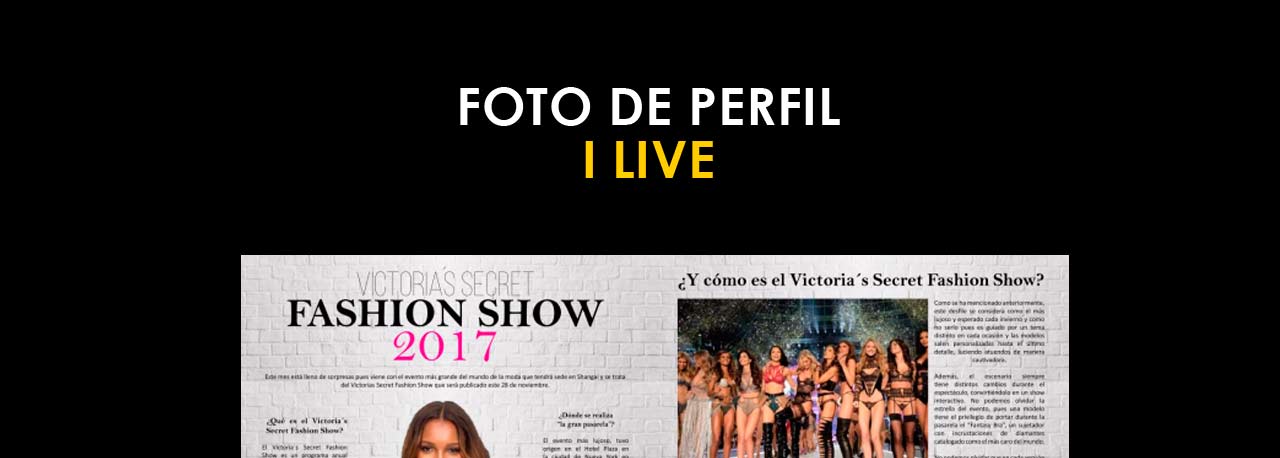 FOTO DE PERFIL
I LIVE
VICTORIA´S SECRET
FASHION SHOW
2017
Este mes está lleno de sorpresas pues viene con el evento más grande del mundo de la moda que tendrá sede en Shangai y se trata
del Victorias Secret Fashion Show que será publicado este 28 de noviembre.
¿Qué es el Victoria´s
Secret Fashion Show?
El Victoria´s Secret Fashion
Show es un programa anual
¿Dónde se realiza
"la gran pasarela"?
El evento más lujoso, tuvo
origen en el Hotel Plaza en
la ciudad de Nueva York en
¿Y cómo es el Victoria´s Secret Fashion Show?
Como se ha mencionado anteriormente,
este desfile se considera como el más
lujoso y esperado cada invierno y como
no serlo pues es guiado por un tema
distinto en cada ocasión y las modelos
salen personalizadas hasta el último
detalle, luciendo atuendos de manera
cautivadora.
Además, el escenario siempre
tiene distintos cambios durante el
espectáculo, convirtiéndolo en un show
interactivo. No podemos olvidar la
estrella del evento, pues una modelo
tiene el privilegio de portar durante la
pasarela el "Fantasy Bra", un sujetador
con incrustaciones de diamantes
catalogado como el más caro del mundo.